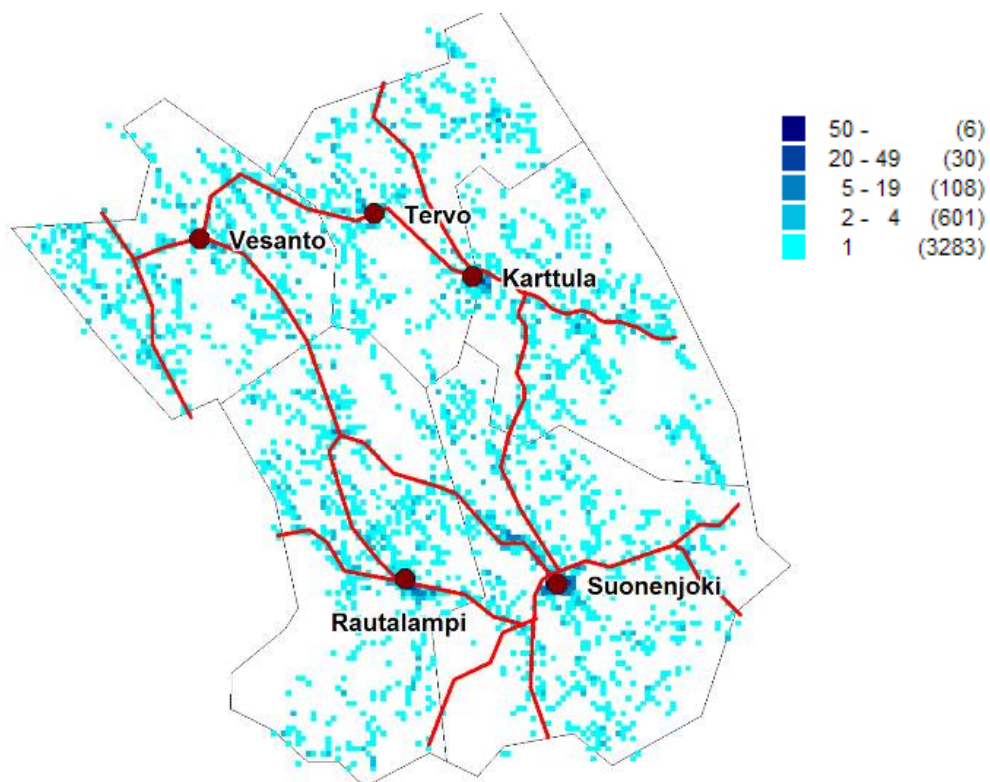 50 - (6)
20 - 49 (30)
5 - 19 (108)
2 - 4 (601)
1 (3283)
Tervo
Vesanto
Karttula
Suonenjoki
Rautalampi